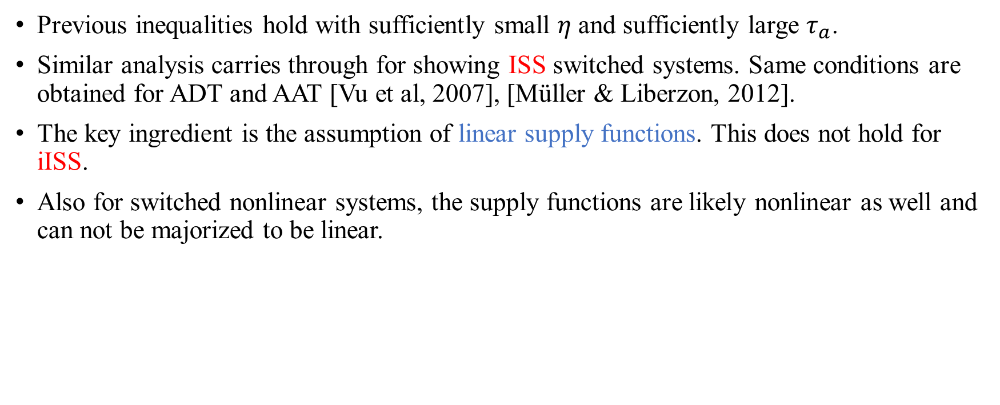 • Previous inequalities hold with sufficiently small η and sufficiently large τₐ.
• Similar analysis carries through for showing ISS switched systems. Same conditions are
obtained for ADT and AAT [Vu et al, 2007], [Müller & Liberzon, 2012].
• The key ingredient is the assumption of linear supply functions. This does not hold for
iISS.
• Also for switched nonlinear systems, the supply functions are likely nonlinear as well and
can not be majorized to be linear.